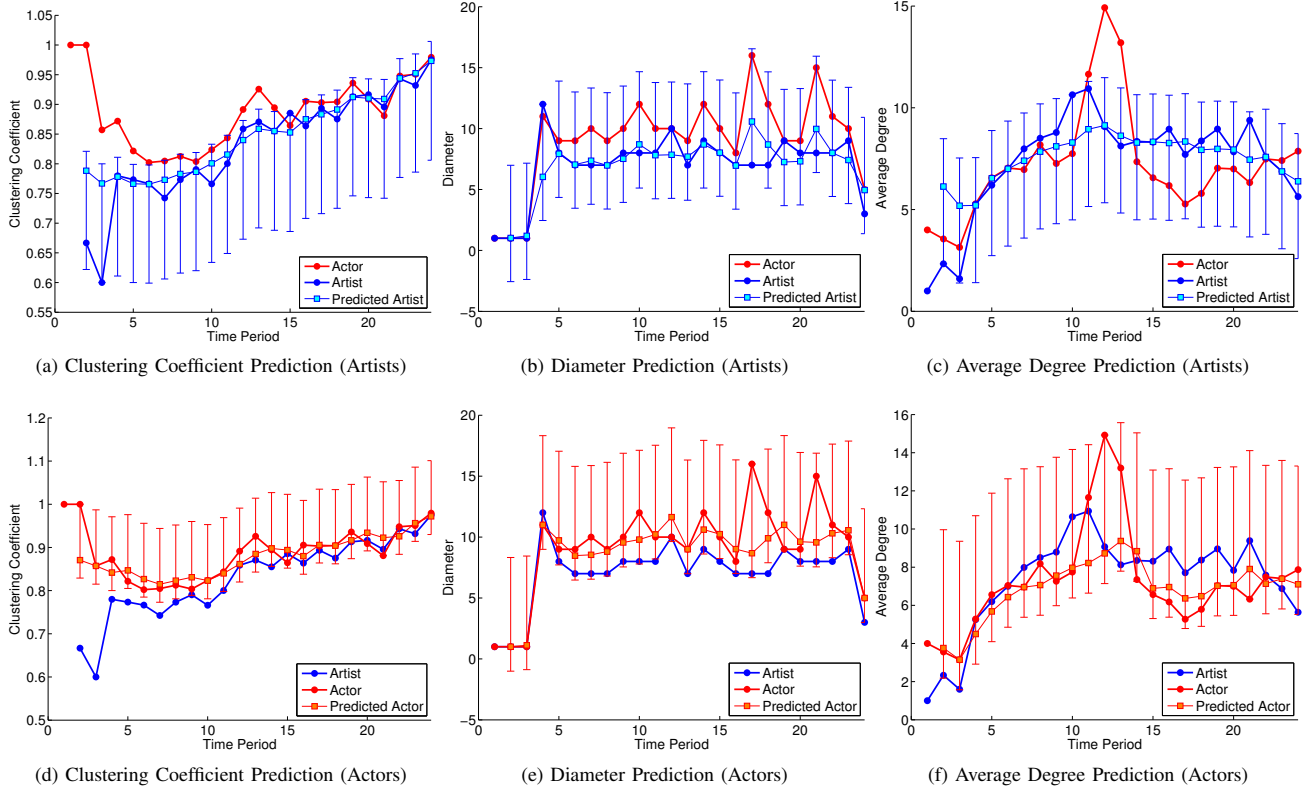 1.05
1
0.95
0.9
0.85
0.8
0.75
0.7
0.65
0.6
0.55
0 5 10 15 20
Clustering Coefficient
Time Period
Actor
Artist
Predicted Artist
(a) Clustering Coefficient Prediction (Artists)
20
15
10
5
0
−5
5 10 15 20
Diameter
Time Period
Actor
Artist
Predicted Artist
(b) Diameter Prediction (Artists)
15
10
5
0
0 5 10 15 20
Average Degree
Time Period
Actor
Artist
Predicted Artist
(c) Average Degree Prediction (Artists)
1.2
1.1
1
0.9
0.8
0.7
0.6
0.5
0 5 10 15 20
Clustering Coefficient
Time Period
Artist
Actor
Predicted Actor
(d) Clustering Coefficient Prediction (Actors)
20
15
10
5
0
−5
0 5 10 15 20
Diameter
Time Period
Artist
Actor
Predicted Actor
(e) Diameter Prediction (Actors)
16
14
12
10
8
6
4
2
0
0 5 10 15 20
Average Degree
Time Period
Artist
Actor
Predicted Actor
(f) Average Degree Prediction (Actors)